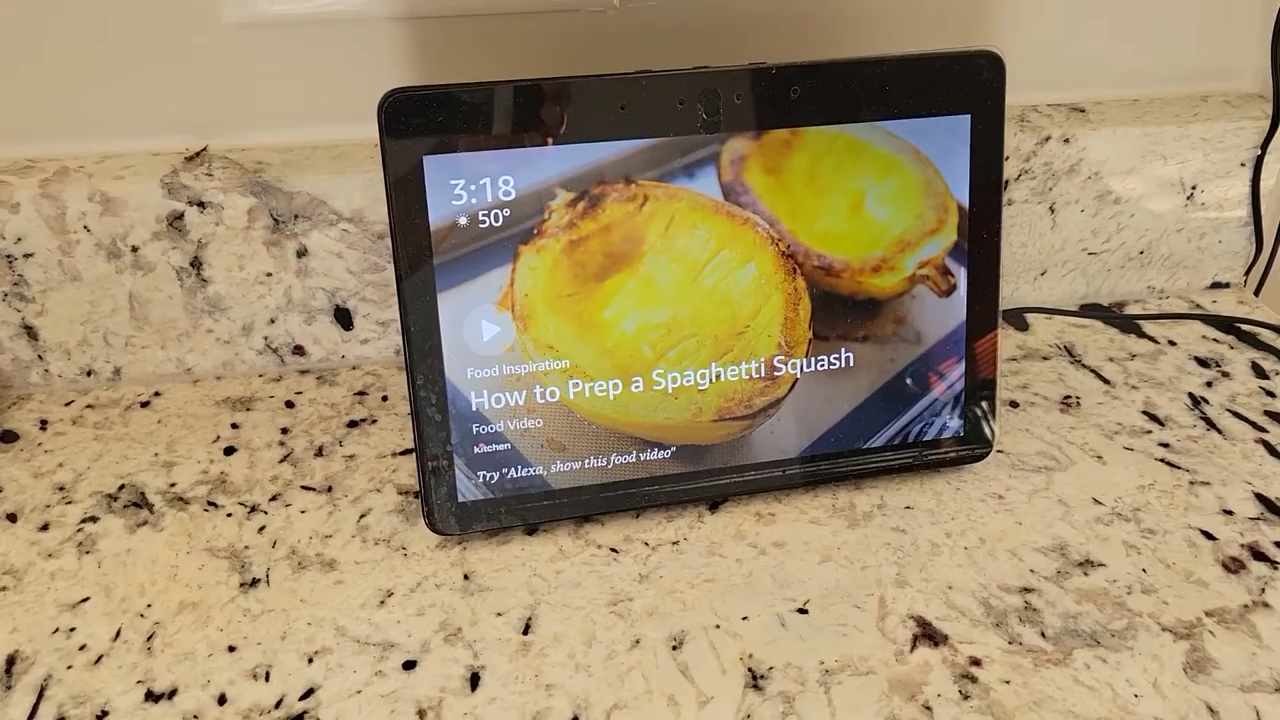 3:18
50°
Food Inspiration
How to Prep a Spaghetti Squash
Food Video
kitchen
Try "Alexa, show this food video"